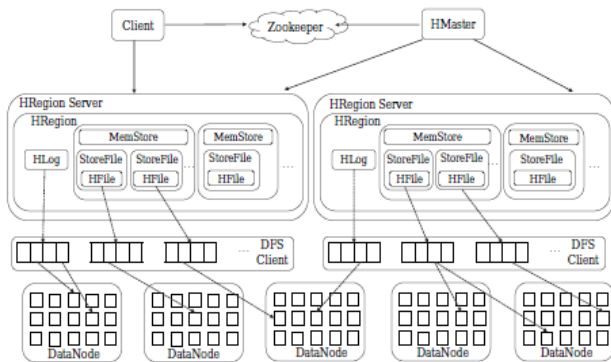 Client
Zookeeper
HMaster
HRegion Server
HRegion
MemStore
MemStore
HLog
StoreFile
StoreFile
...
StoreFile
...
HFile
HFile
HFile
HRegion Server
HRegion
MemStore
MemStore
HLog
StoreFile
StoreFile
...
StoreFile
...
HFile
HFile
HFile
... DFS
Client
... DFS
Client
DataNode
DataNode
DataNode
DataNode
DataNode